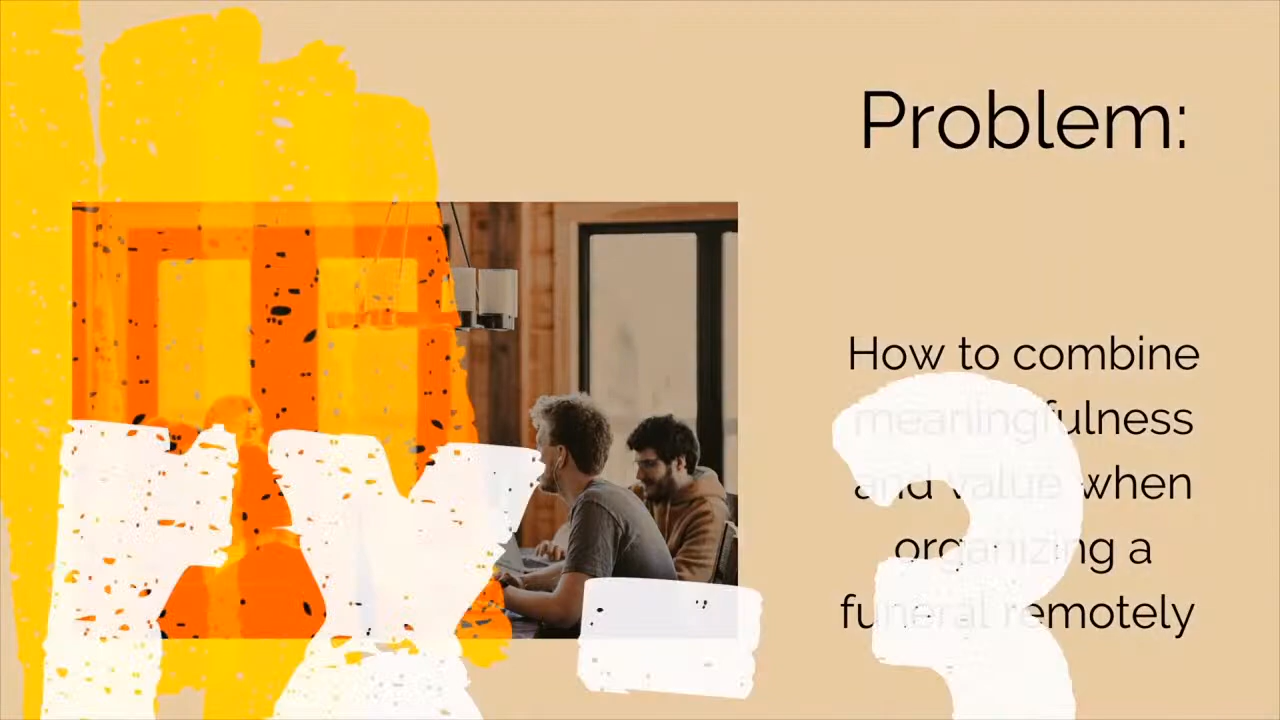 Problem:
How to combine
meaningfulness
and value when
organizing a
funeral remotely